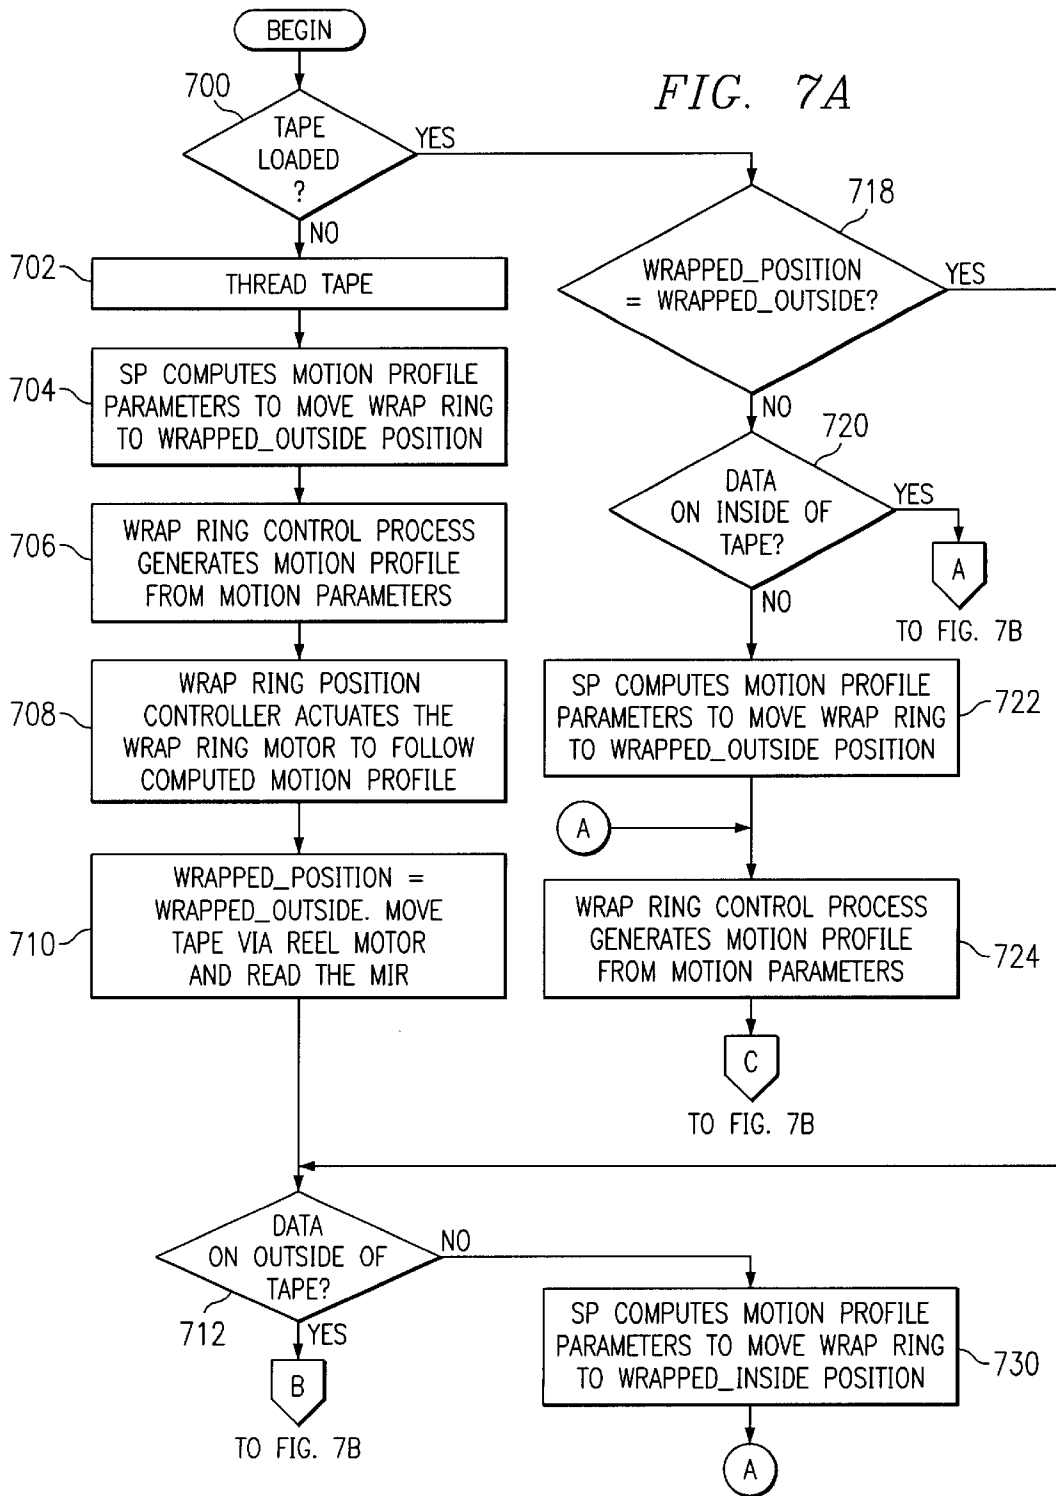 BEGIN
FIG. 7A
700
TAPE
LOADED
?
YES
NO
702
THREAD TAPE
704
SP COMPUTES MOTION PROFILE
PARAMETERS TO MOVE WRAP RING
TO WRAPPED_OUTSIDE POSITION
706
WRAP RING CONTROL PROCESS
GENERATES MOTION PROFILE
FROM MOTION PARAMETERS
708
WRAP RING POSITION
CONTROLLER ACTUATES THE
WRAP RING MOTOR TO FOLLOW
COMPUTED MOTION PROFILE
710
WRAPPED_POSITION =
WRAPPED_OUTSIDE. MOVE
TAPE VIA REEL MOTOR
AND READ THE MIR
718
WRAPPED_POSITION
= WRAPPED_OUTSIDE?
YES
NO
720
DATA
ON INSIDE OF
TAPE?
YES
A
TO FIG. 7B
NO
SP COMPUTES MOTION PROFILE
PARAMETERS TO MOVE WRAP RING
TO WRAPPED_OUTSIDE POSITION
722
A
WRAP RING CONTROL PROCESS
GENERATES MOTION PROFILE
FROM MOTION PARAMETERS
724
C
TO FIG. 7B
DATA
ON OUTSIDE OF
TAPE?
712
NO
YES
B
TO FIG. 7B
SP COMPUTES MOTION PROFILE
PARAMETERS TO MOVE WRAP RING
TO WRAPPED_INSIDE POSITION
730
A